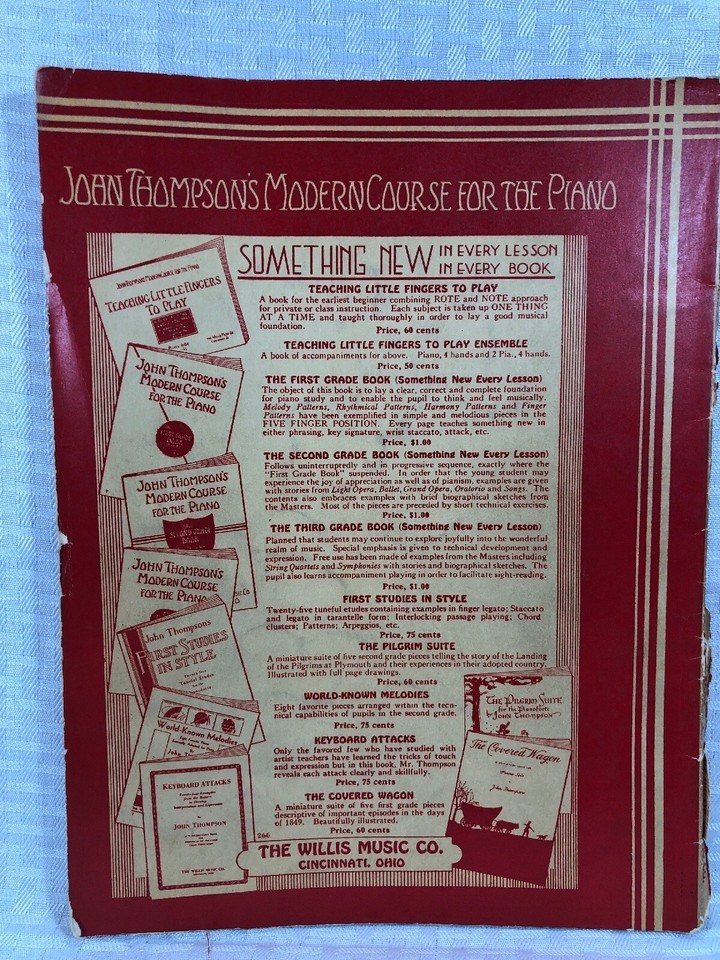 JOHN THOMPSON'S MODERN COURSE FOR THE PIANO
SOMETHING NEW IN EVERY LESSON
IN EVERY BOOK
TEACHING LITTLE FINGERS TO PLAY
A book for the earliest beginner combining ROTE and NOTE approach
for private or class instruction. Each subject is taken up ONE THING
AT A TIME and taught thoroughly in order to lay a good musical
foundation.
Price, 60 cents
TEACHING LITTLE FINGERS TO PLAY ENSEMBLE
A book of accompaniments for above. Piano, 4 hands and 2 Pia., 4 hands.
Price, 50 cents
THE FIRST GRADE BOOK (Something New Every Lesson)
The object of this book is to lay a clear, correct and complete foundation
for piano study and to enable the pupil to think and feel musically.
Melody Patterns, Rhythmical Patterns, Harmony Patterns and Finger
Patterns have been exemplified in simple and melodious pieces in the
FIVE FINGER POSITION. Every page teaches something new in
either phrasing, key signature, wrist staccato, attack, etc.
Price, $1.00
THE SECOND GRADE BOOK (Something New Every Lesson)
Follows uninterruptedly and in progressive sequence, exactly where the
"First Grade Book" suspended. In order that the young student may
experience the joy of appreciation as well as of pianism, examples are given
with stories from Light Opera, Ballet, Grand Opera, Oratorio and Songs. The
contents also embraces examples with brief biographical sketches from
the Masters. Most of the pieces are preceded by short technical exercises.
Price, $1.00
THE THIRD GRADE BOOK (Something New Every Lesson)
Planned that students may continue to explore joyfully into the wonderful
realm of music. Special emphasis is given to technical development and
expression. Free use has been made of examples from the Masters including
String Quartets and Symphonies with stories and biographical sketches. The
pupil also learns accompaniment playing in order to facilitate sight-reading.
Price, $1.00
FIRST STUDIES IN STYLE
Twenty-five tuneful etudes containing examples in finger legato; Staccato
and legato in tarantelle form; Interlocking passage playing; Chord
clusters; Patterns; Arpeggios, etc.
Price, 75 cents
THE PILGRIM SUITE
A miniature suite of five second grade pieces telling the story of the Landing
of the Pilgrims at Plymouth and their experiences in their adopted country.
Illustrated with full page drawings.
Price, 60 cents
WORLD-KNOWN MELODIES
Eight favorite pieces arranged within the tech-
nical capabilities of pupils in the second grade.
Price, 75 cents
KEYBOARD ATTACKS
Only the favored few who have studied with
artist teachers have learned the tricks of touch
and expression but in this book, Mr. Thompson
reveals each attack clearly and skillfully.
Price, 75 cents
THE COVERED WAGON
A miniature suite of five first grade pieces
descriptive of important episodes in the days
of 1849. Beautifully illustrated.
Price, 60 cents
266
THE WILLIS MUSIC CO.
CINCINNATI, OHIO
JOHN THOMPSON'S MODERN COURSE FOR THE PIANO
TEACHING LITTLE FINGERS
TO PLAY
JOHN THOMPSON'S
MODERN COURSE
FOR THE PIANO
JOHN THOMPSON'S
MODERN COURSE
FOR THE PIANO
SECOND GRADE
BOOK
JOHN THOMPSON'S
MODERN COURSE
FOR THE PIANO
John Thompson's
FIRST STUDIES
IN STYLE
World-Known Melodies
KEYBOARD ATTACKS
By
JOHN THOMPSON
THE WILLIS MUSIC CO.
THE PILGRIM SUITE
for the Pianoforte
by JOHN THOMPSON
The Covered Wagon
John Thompson